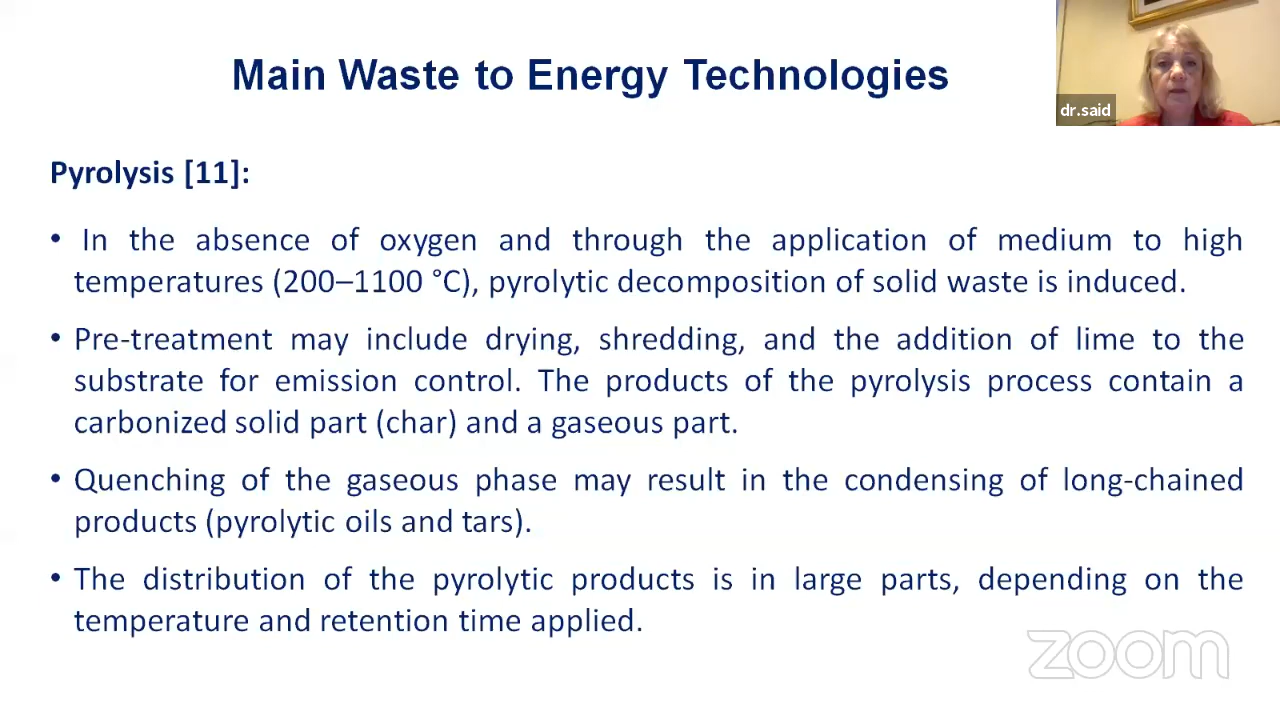 Main Waste to Energy Technologies
dr.said
Pyrolysis [11]:
• In the absence of oxygen and through the application of medium to high
temperatures (200–1100 °C), pyrolytic decomposition of solid waste is induced.
• Pre-treatment may include drying, shredding, and the addition of lime to the
substrate for emission control. The products of the pyrolysis process contain a
carbonized solid part (char) and a gaseous part.
• Quenching of the gaseous phase may result in the condensing of long-chained
products (pyrolytic oils and tars).
• The distribution of the pyrolytic products is in large parts, depending on the
temperature and retention time applied.
zoom